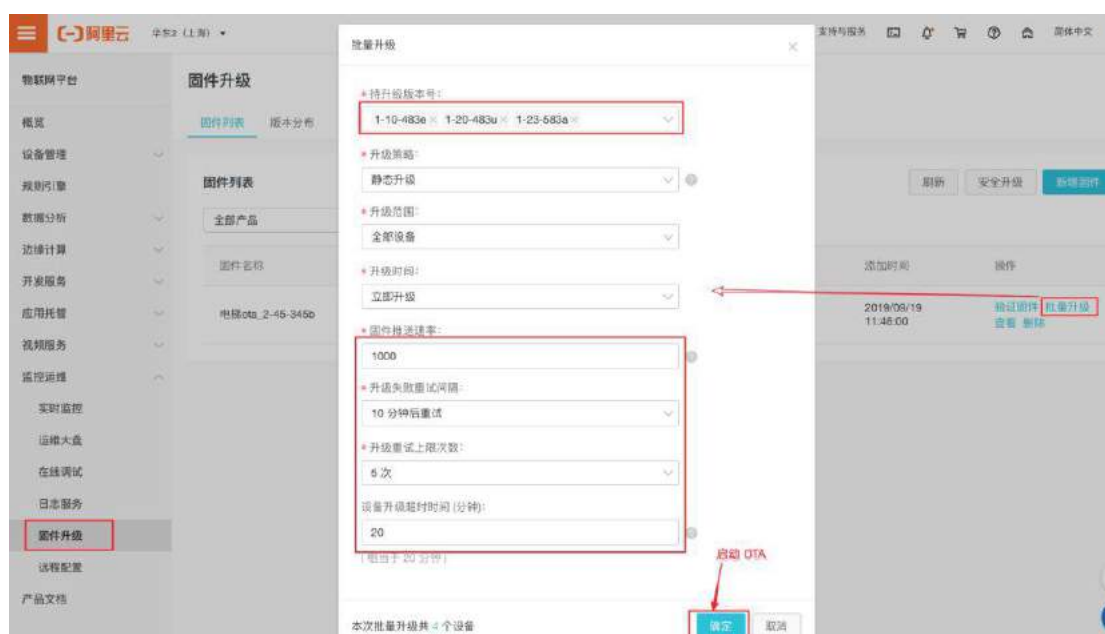 (-)阿里云
华东2 (上海)
支持与服务
简体中文
物联网平台
概览
设备管理
规则引擎
数据分析
边缘计算
开发服务
应用托管
视频服务
监控运维
实时监控
运维大盘
在线调试
日志服务
固件升级
远程配置
产品文档
固件升级
固件列表
版本分布
固件列表
全部产品
刷新
安全升级
新增固件
固件名称
添加时间
操作
电梯ota_2-45-345b
2019/09/19
11:46:00
验证固件 批量升级
查看 删除
批量升级
* 待升级版本号:
1-10-483e × 1-20-483u × 1-23-583a ×
* 升级策略:
静态升级
* 升级范围:
全部设备
* 升级时间:
立即升级
* 固件推送速率:
1000
* 升级失败重试间隔:
10 分钟后重试
* 升级重试上限次数:
5 次
设备升级超时时间 (分钟):
20
( 相当于 20 分钟 )
启动 OTA
本次批量升级共 4 个设备
确定
取消